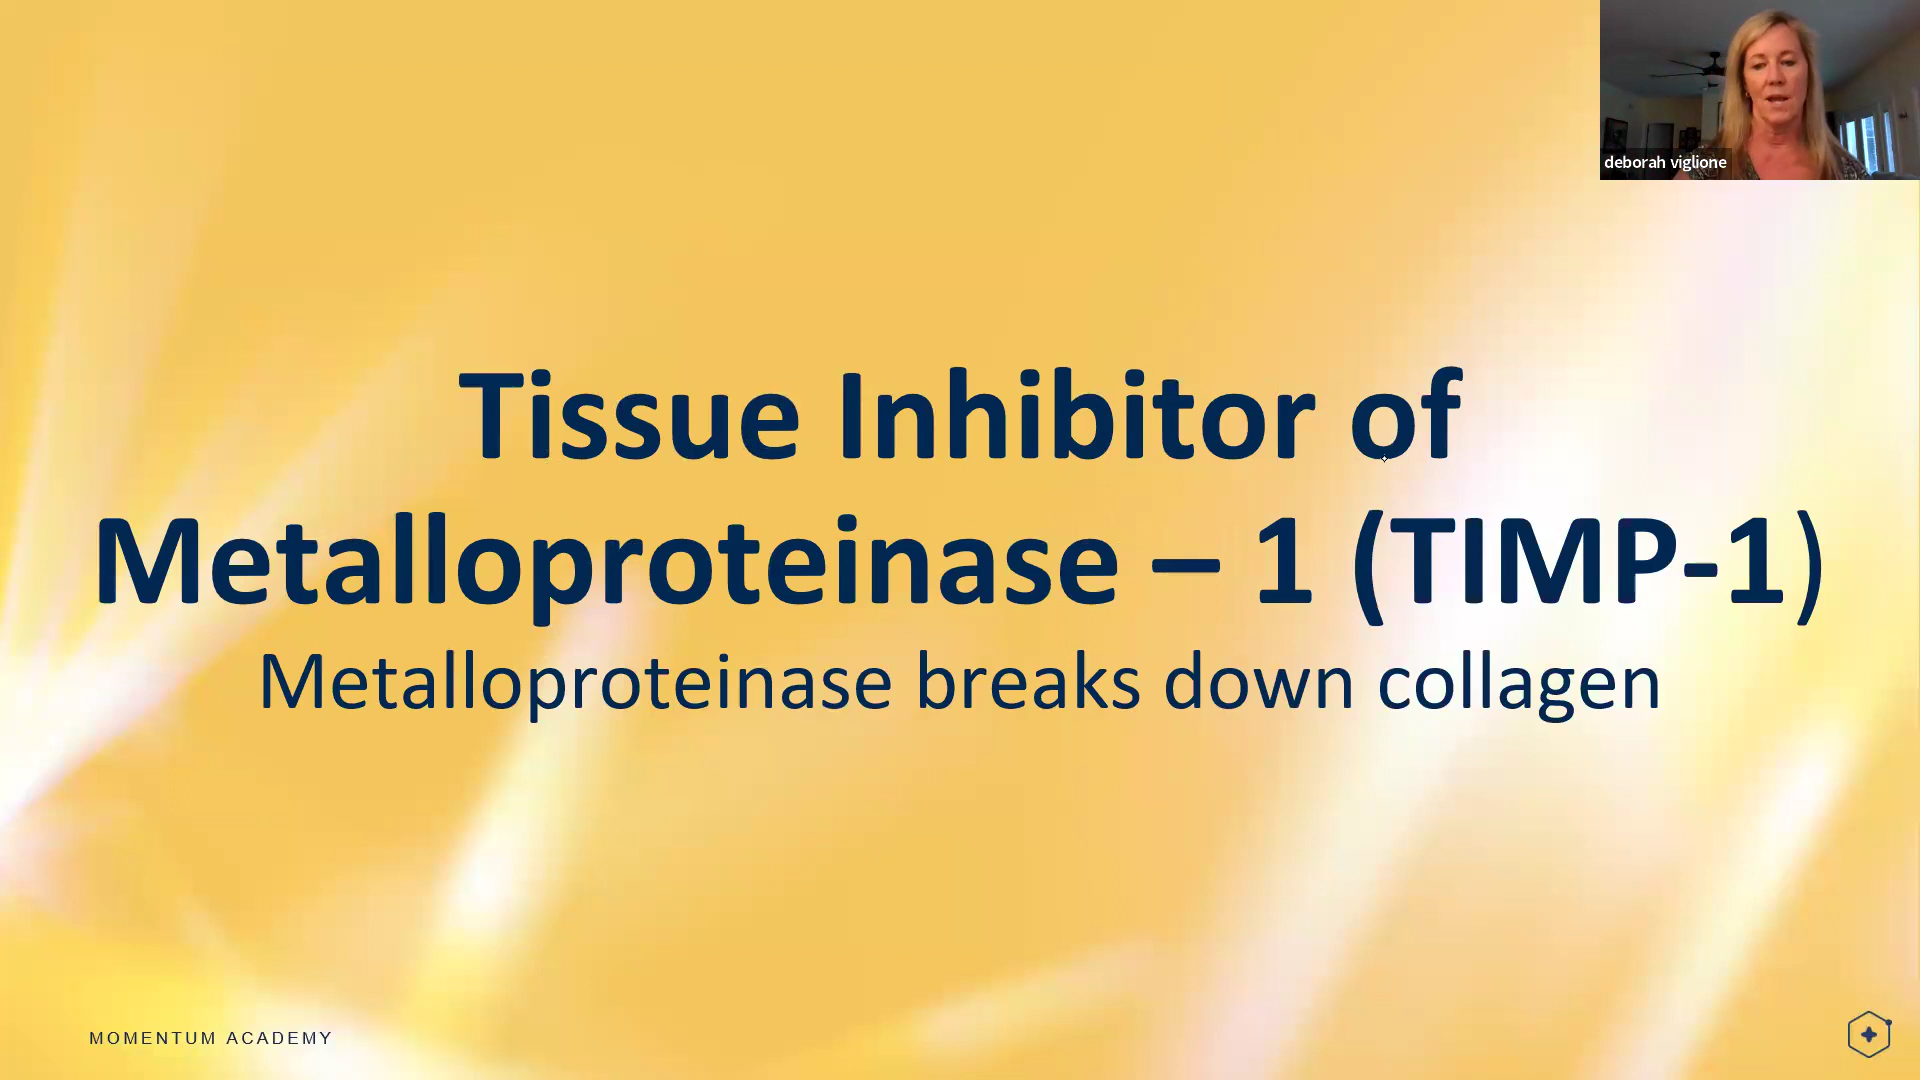 deborah viglione
Tissue Inhibitor of
Metalloproteinase – 1 (TIMP-1)
Metalloproteinase breaks down collagen
MOMENTUM ACADEMY